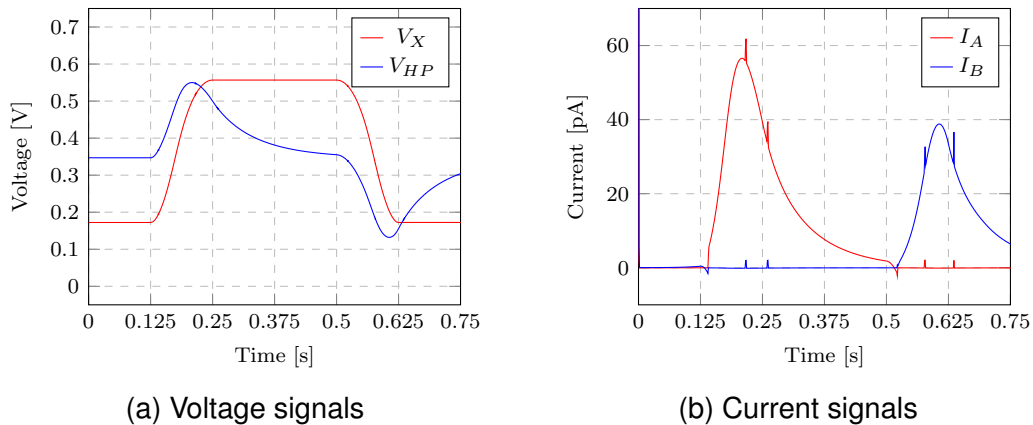 0.7
0.6
0.5
0.4
0.3
0.2
0.1
0
Voltage [V]
V_X
V_{HP}
0 0.125 0.25 0.375 0.5 0.625 0.75
Time [s]
(a) Voltage signals
60
40
20
0
Current [pA]
I_A
I_B
0 0.125 0.25 0.375 0.5 0.625 0.75
Time [s]
(b) Current signals